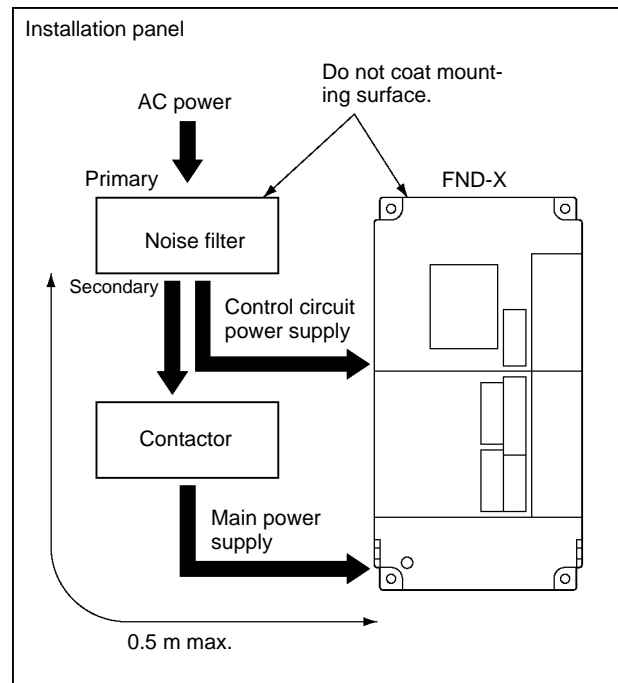 Installation panel
Do not coat mount-
ing surface.
AC power
Primary
FND-X
Noise filter
Secondary
Control circuit
power supply
Contactor
Main power
supply
0.5 m max.